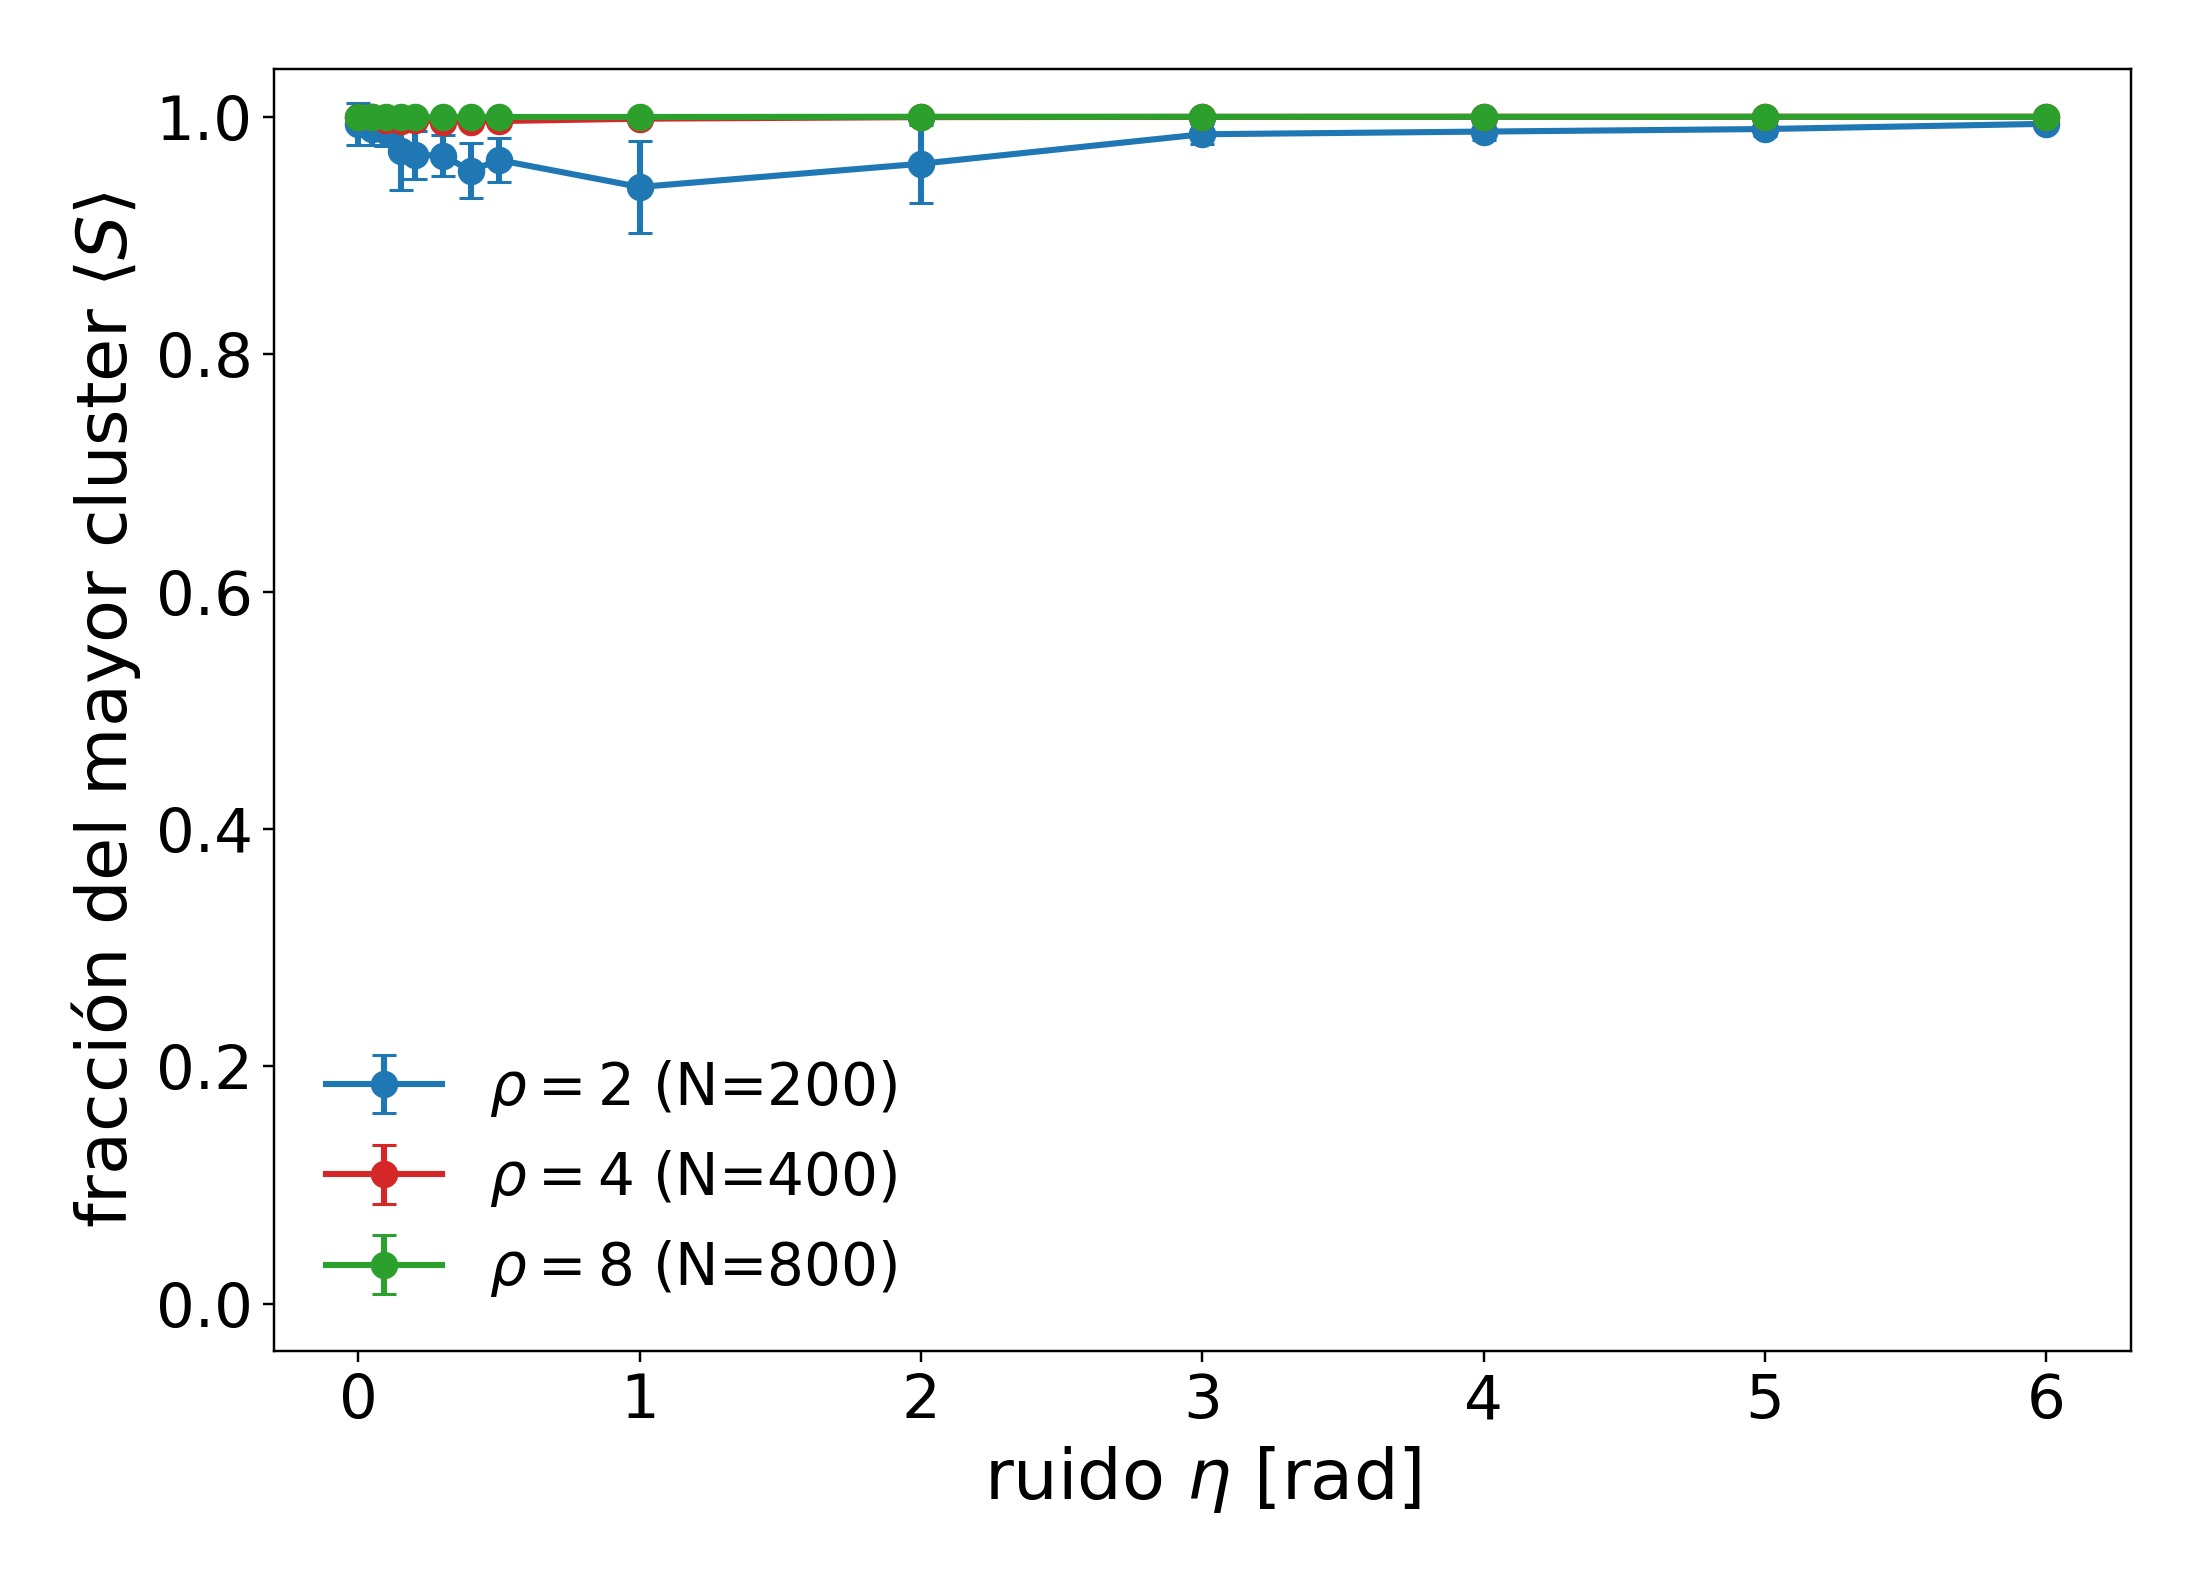 fracción del mayor cluster ⟨S⟩
1.0
0.8
0.6
0.4
0.2
0.0
ρ = 2 (N=200)
ρ = 4 (N=400)
ρ = 8 (N=800)
0 1 2 3 4 5 6
ruido η [rad]